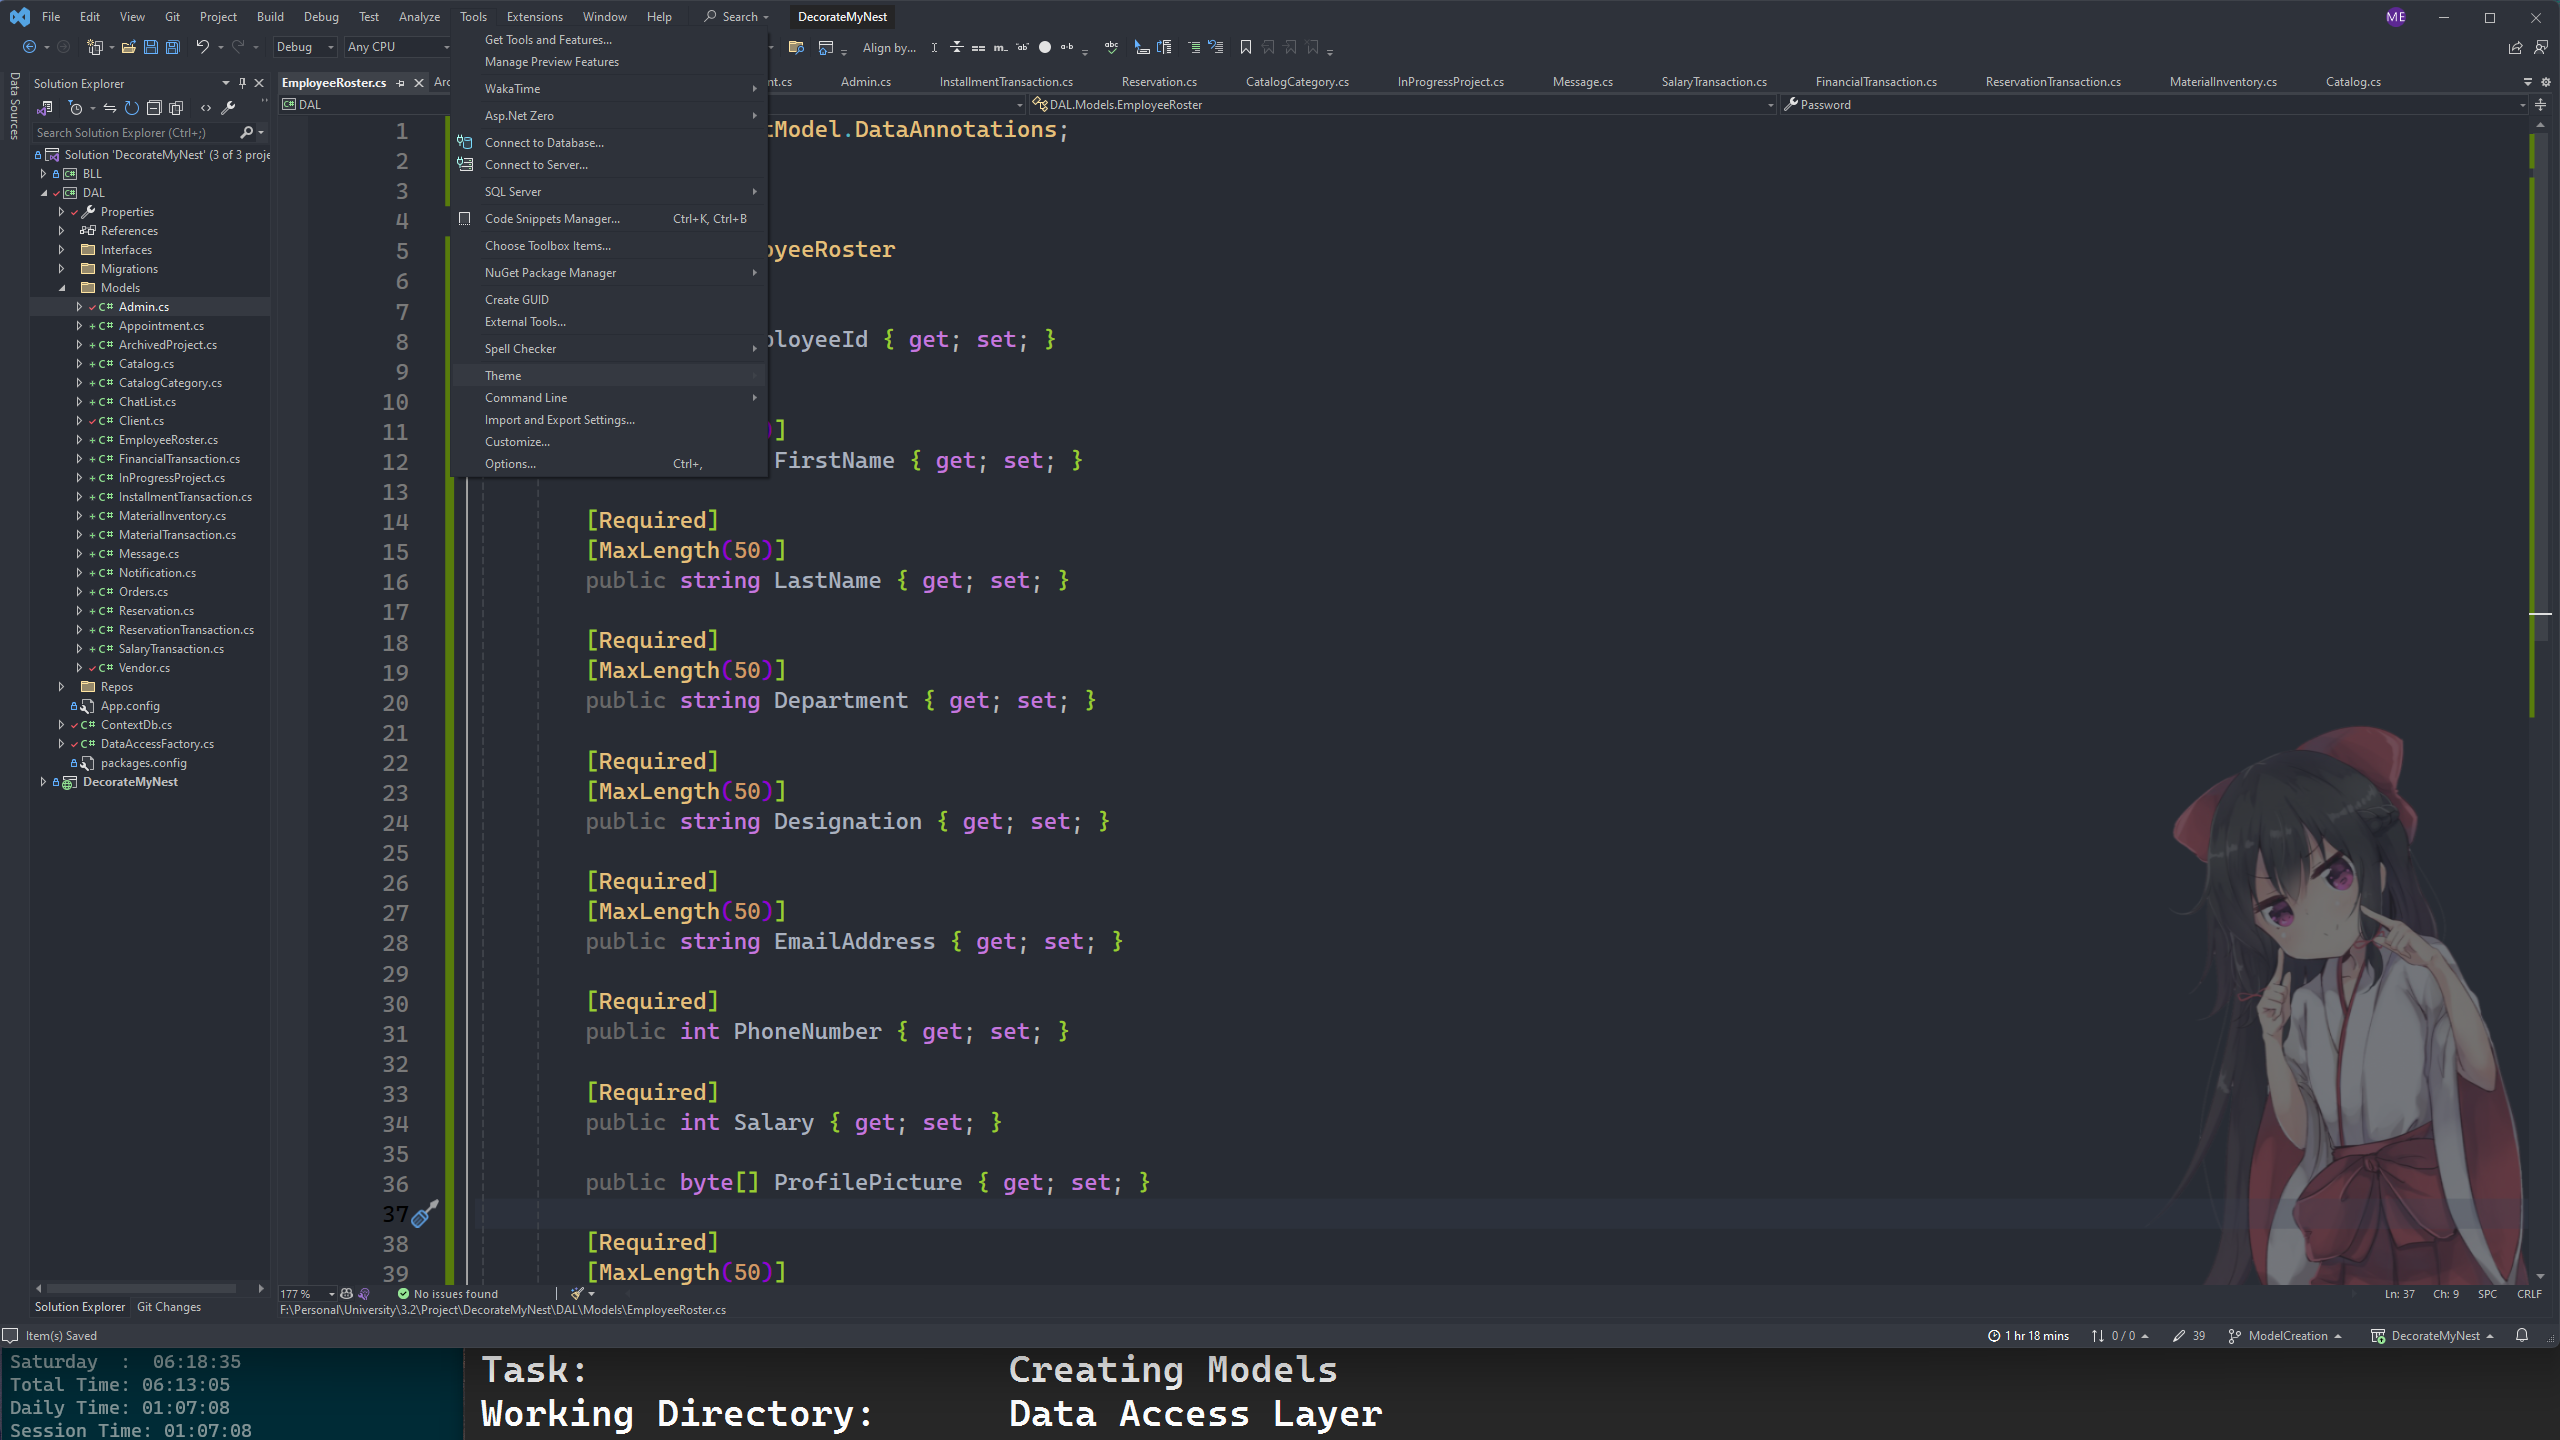 File Edit View Git Project Build Debug Test Analyze Tools Extensions Window Help Search DecorateMyNest ME
Debug Any CPU Align by...
Data Sources
Solution Explorer
Search Solution Explorer (Ctrl+;)
Solution 'DecorateMyNest' (3 of 3 proje
C# BLL
C# DAL
Properties
References
Interfaces
Migrations
Models
C# Admin.cs
C# Appointment.cs
C# ArchivedProject.cs
C# Catalog.cs
C# CatalogCategory.cs
C# ChatList.cs
C# Client.cs
C# EmployeeRoster.cs
C# FinancialTransaction.cs
C# InProgressProject.cs
C# InstallmentTransaction.cs
C# MaterialInventory.cs
C# MaterialTransaction.cs
C# Message.cs
C# Notification.cs
C# Orders.cs
C# Reservation.cs
C# ReservationTransaction.cs
C# SalaryTransaction.cs
C# Vendor.cs
Repos
App.config
C# ContextDb.cs
C# DataAccessFactory.cs
packages.config
DecorateMyNest
Solution Explorer Git Changes
EmployeeRoster.cs Arc nt.cs Admin.cs InstallmentTransaction.cs Reservation.cs CatalogCategory.cs InProgressProject.cs Message.cs SalaryTransaction.cs FinancialTransaction.cs ReservationTransaction.cs MaterialInventory.cs Catalog.cs
C# DAL DAL.Models.EmployeeRoster Password
Get Tools and Features...
Manage Preview Features
WakaTime
Asp.Net Zero
Connect to Database...
Connect to Server...
SQL Server
Code Snippets Manager... Ctrl+K, Ctrl+B
Choose Toolbox Items...
NuGet Package Manager
Create GUID
External Tools...
Spell Checker
Theme
Command Line
Import and Export Settings...
Customize...
Options... Ctrl+,
1 tModel.DataAnnotations;
2
3
4
5 oyeeRoster
6
7
8 loyeeId { get; set; }
9
10
11 )]
12 FirstName { get; set; }
13
14 [Required]
15 [MaxLength(50)]
16 public string LastName { get; set; }
17
18 [Required]
19 [MaxLength(50)]
20 public string Department { get; set; }
21
22 [Required]
23 [MaxLength(50)]
24 public string Designation { get; set; }
25
26 [Required]
27 [MaxLength(50)]
28 public string EmailAddress { get; set; }
29
30 [Required]
31 public int PhoneNumber { get; set; }
32
33 [Required]
34 public int Salary { get; set; }
35
36 public byte[] ProfilePicture { get; set; }
37
38 [Required]
39 [MaxLength(50)]
177 % No issues found Ln: 37 Ch: 9 SPC CRLF
F:\Personal\University\3.2\Project\DecorateMyNest\DAL\Models\EmployeeRoster.cs
Item(s) Saved 1 hr 18 mins 0 / 0 39 ModelCreation DecorateMyNest
Saturday : 06:18:35
Total Time: 06:13:05
Daily Time: 01:07:08
Session Time: 01:07:08
Task: Creating Models
Working Directory: Data Access Layer